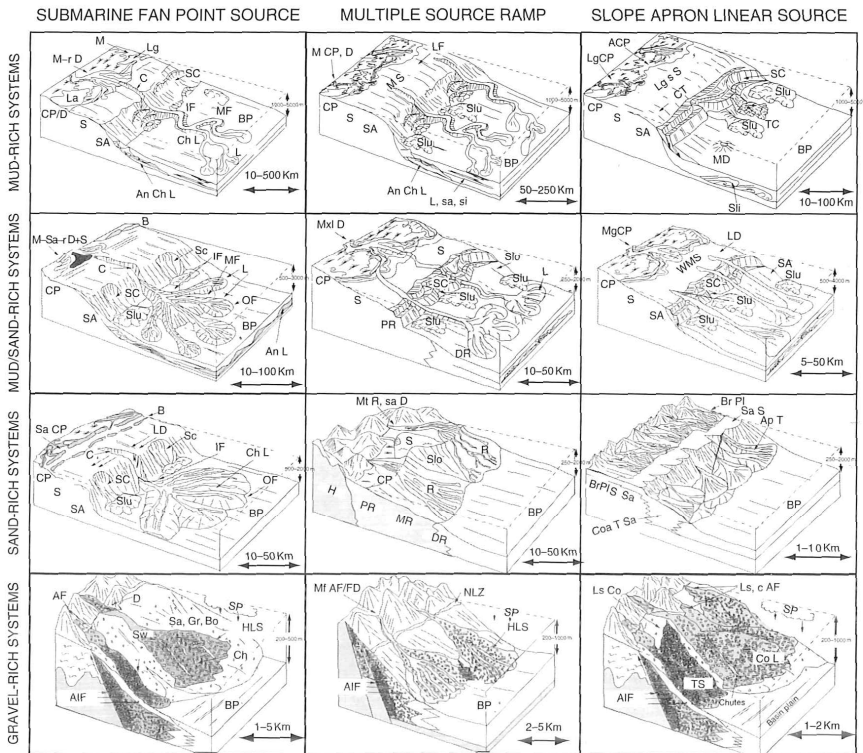 SUBMARINE FAN POINT SOURCE
MULTIPLE SOURCE RAMP
SLOPE APRON LINEAR SOURCE
MUD-RICH SYSTEMS
M
Lg
M–r D
C
SC
La
IF
MF
CP/D
BP
S
SA
Ch L
L
An Ch L
10–500 Km
1000–5000 m
M CP, D
LF
M S
CP
Slu
S
SA
Slu
BP
An Ch L
L, sa, si
50–250 Km
ACP
LgCP
Lg s S
SC
CT
CP
Slu
S
Slu
TC
SA
BP
MD
Sli
10–100 Km
MUD/SAND-RICH SYSTEMS
B
M–Sa–r D+S
Sc
IF
MF
C
L
CP
SC
OF
S
Slu
SA
BP
An L
10–100 Km
Mxl D
S
Slo
Slu
L
CP
SC
Slu
S
PR
Slu
DR
10–50 Km
MgCP
LD
WMS
SA
Slu
CP
SC
S
SA
Slu
5–50 Km
SAND-RICH SYSTEMS
B
Sa CP
LD
Sc
IF
C
Ch L
CP
SC
OF
S
Slu
SA
BP
10–50 Km
Mt R, sa D
S
R
Slo
CP
R
H
PR
MR
BP
DR
10–50 Km
Br Pl
Sa S
Ap T
BrPlS Sa
BP
Coa T Sa
1–10 Km
GRAVEL-RICH SYSTEMS
AF
D
SP
Sa, Gr, Bo
HLS
Sw
Ch
AIF
BP
1–5 Km
Mf AF/FD
NLZ
SP
HLS
AIF
BP
2–5 Km
200–1000 m
Ls Co
Ls, c AF
SP
Co L
TS
AIF
Chutes
Basin plain
1–2 Km
200–1000 m